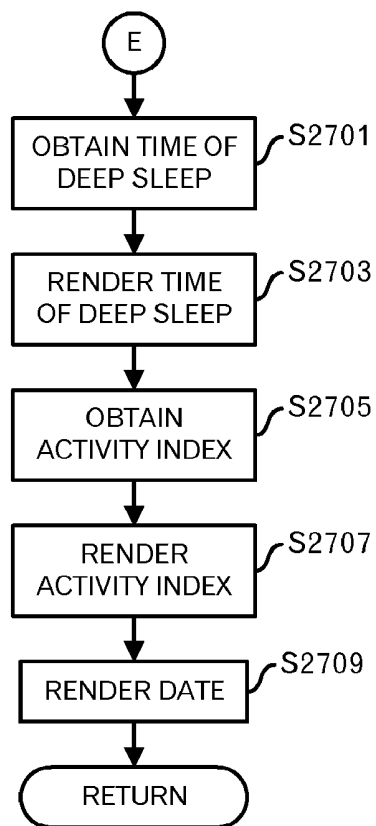 E
OBTAIN TIME OF
DEEP SLEEP
S2701
RENDER TIME
OF DEEP SLEEP
S2703
OBTAIN
ACTIVITY INDEX
S2705
RENDER
ACTIVITY INDEX
S2707
RENDER DATE
S2709
RETURN